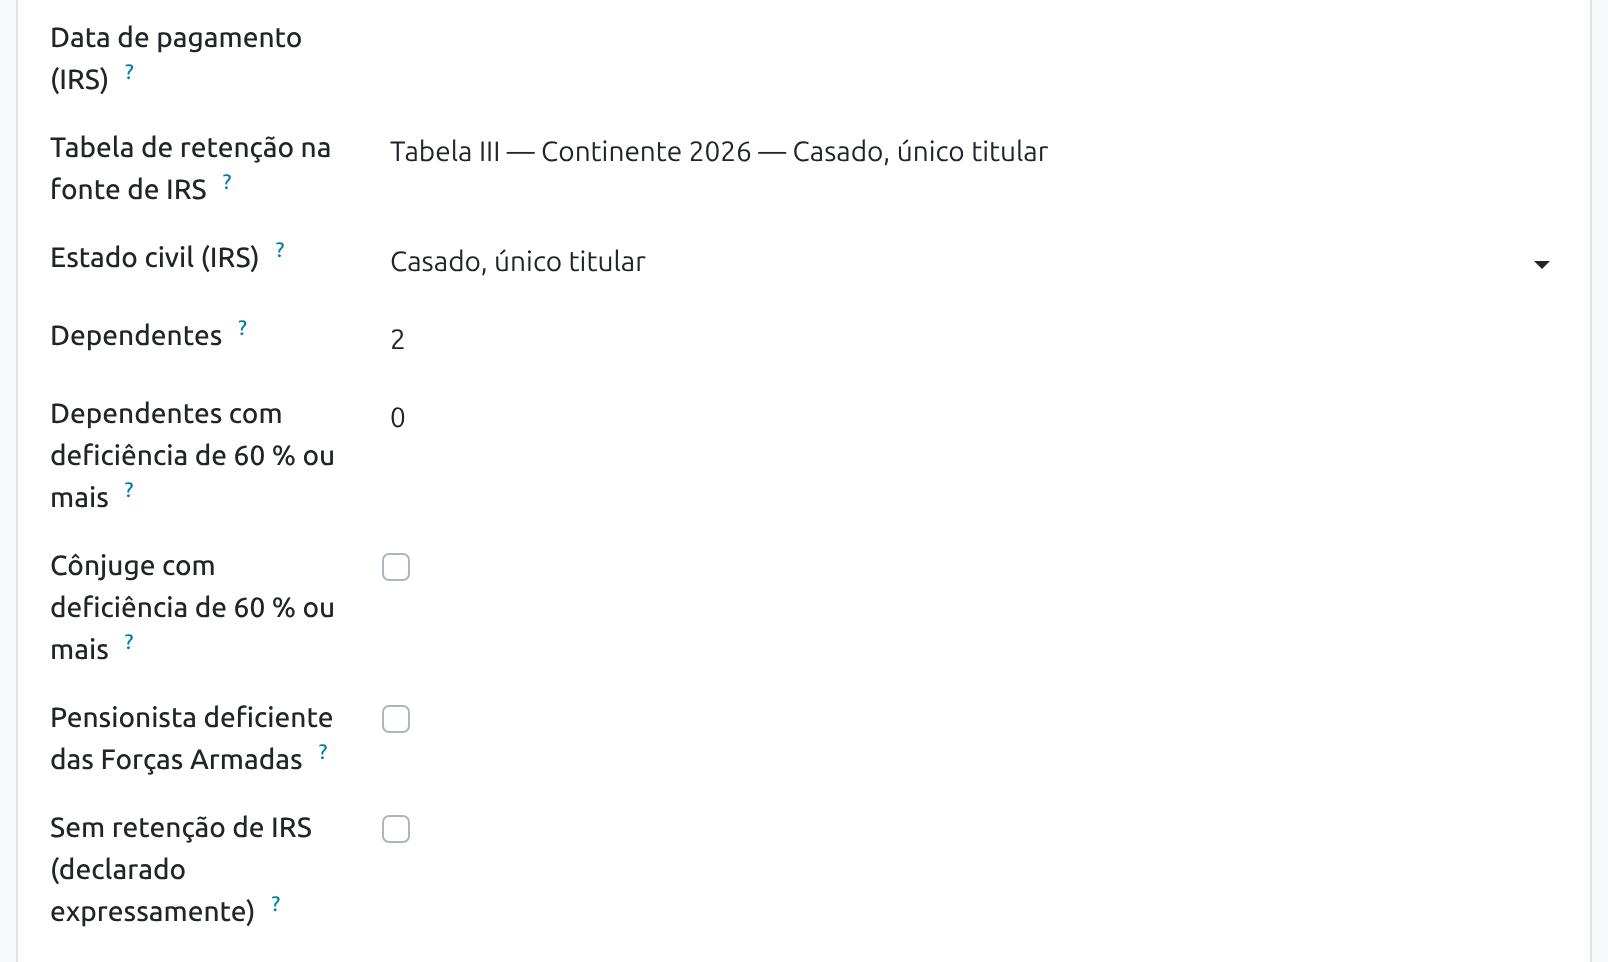 Data de pagamento
(IRS) ?
Tabela de retenção na
fonte de IRS ?
Tabela III — Continente 2026 — Casado, único titular
Estado civil (IRS) ?
Casado, único titular
Dependentes ?
2
Dependentes com
deficiência de 60 % ou
mais ?
0
Cônjuge com
deficiência de 60 % ou
mais ?
Pensionista deficiente
das Forças Armadas ?
Sem retenção de IRS
(declarado
expressamente) ?